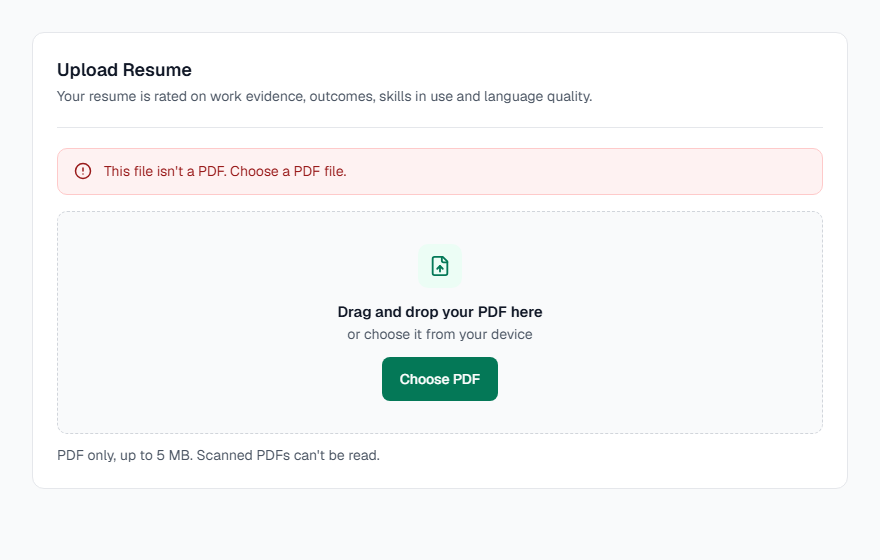 Upload Resume
Your resume is rated on work evidence, outcomes, skills in use and language quality.
This file isn't a PDF. Choose a PDF file.
Drag and drop your PDF here
or choose it from your device
Choose PDF
PDF only, up to 5 MB. Scanned PDFs can't be read.